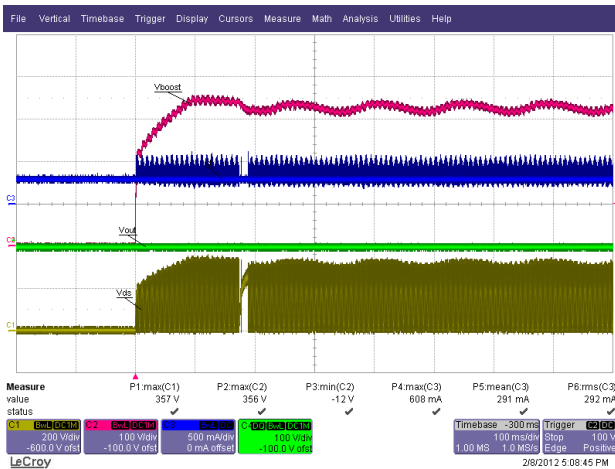 File Vertical Timebase Trigger Display Cursors Measure Math Analysis Utilities Help
Vboost
C3
Vout
C2
Vds
C1
Measure P1:max(C1) P2:max(C2) P3:min(C2) P4:max(C3) P5:mean(C3) P6:rms(C3)
value 357 V 356 V -12 V 608 mA 291 mA 292 mA
status
C1 BwL DC1M C2 BwL DC1M C3 BwL DC C4 DQ BwL DC1M Timebase -300 ms Trigger C2 DC
200 V/div 100 V/div 500 mA/div 100 V/div 100 ms/div Stop 100 V
-600.0 V ofst -100.0 V ofst 0 mA offset -100.0 V ofst 1.00 MS 1.0 MS/s Edge Positive
LeCroy 2/8/2012 5:08:45 PM